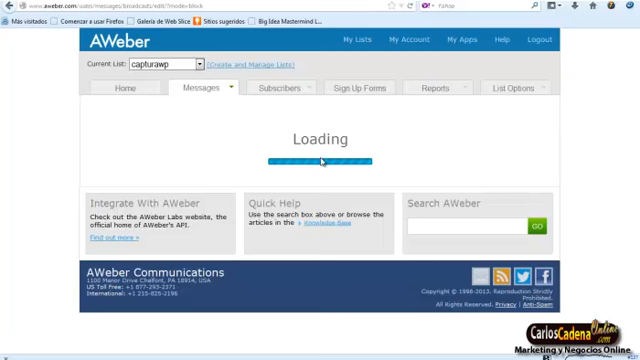 www.aweber.com/users/messages/broadcasts/edit/?mode=block
Yahoo
Más visitados
Comenzar a usar Firefox
Galería de Web Slice
Sitios sugeridos
Big Idea Mastermind L...
AWeber
My Lists
My Account
My Apps
Help
Logout
Current List:
capturawp
(Create and Manage Lists)
Home
Messages
Subscribers
Sign Up Forms
Reports
List Options
Loading
Integrate With AWeber
Check out the AWeber Labs website, the
official home of AWeber's API.
Find out more »
Quick Help
Use the search box above or browse the
articles in the Knowledge Base
Search AWeber
GO
AWeber Communications
1100 Manor Drive Chalfont, PA 18914, USA
US Toll Free: +1 877-293-2371
International: +1 215-825-2196
Copyright © 1998-2013. Reproduction Strictly
Prohibited.
All Rights Reserved. Privacy | Anti-Spam
CarlosCadenaOnline.com
Marketing y Negocios Online